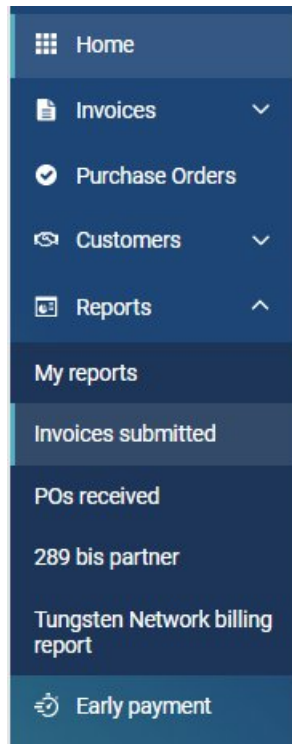 Home
Invoices
Purchase Orders
Customers
Reports
My reports
Invoices submitted
POs received
289 bis partner
Tungsten Network billing
report
Early payment